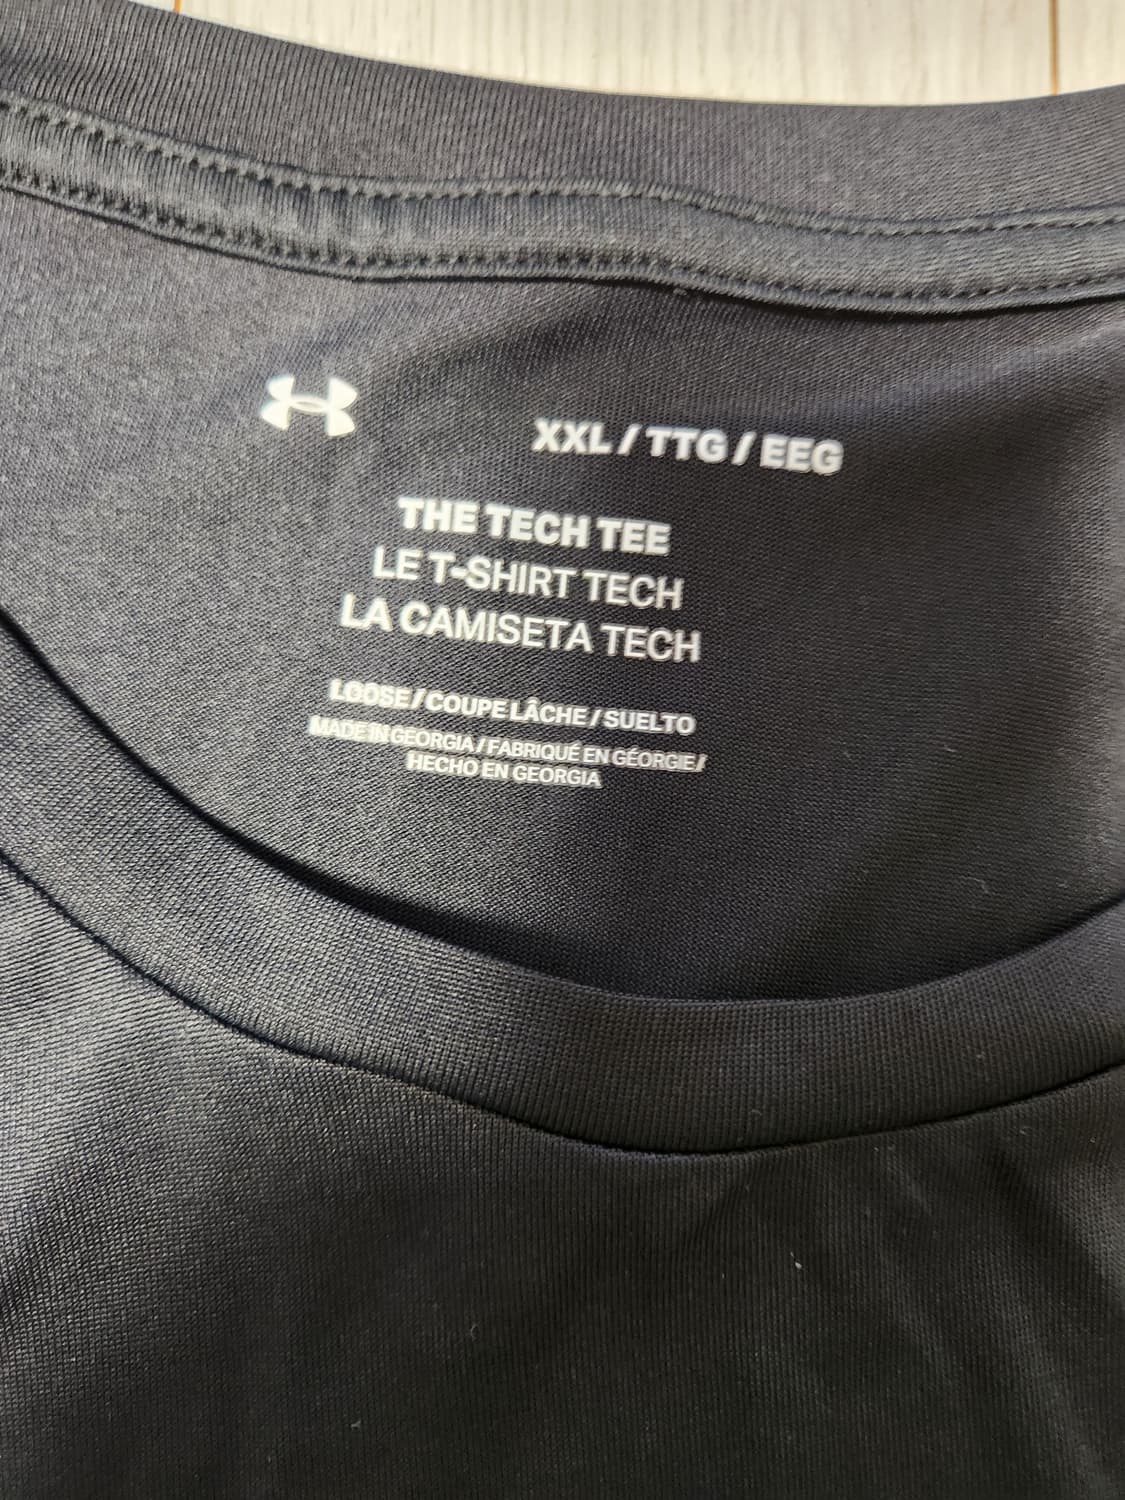 XXL / TTG / EEG
THE TECH TEE
LE T-SHIRT TECH
LA CAMISETA TECH
LOOSE / COUPE LÂCHE / SUELTO
MADE IN GEORGIA / FABRIQUÉ EN GÉORGIE /
HECHO EN GEORGIA